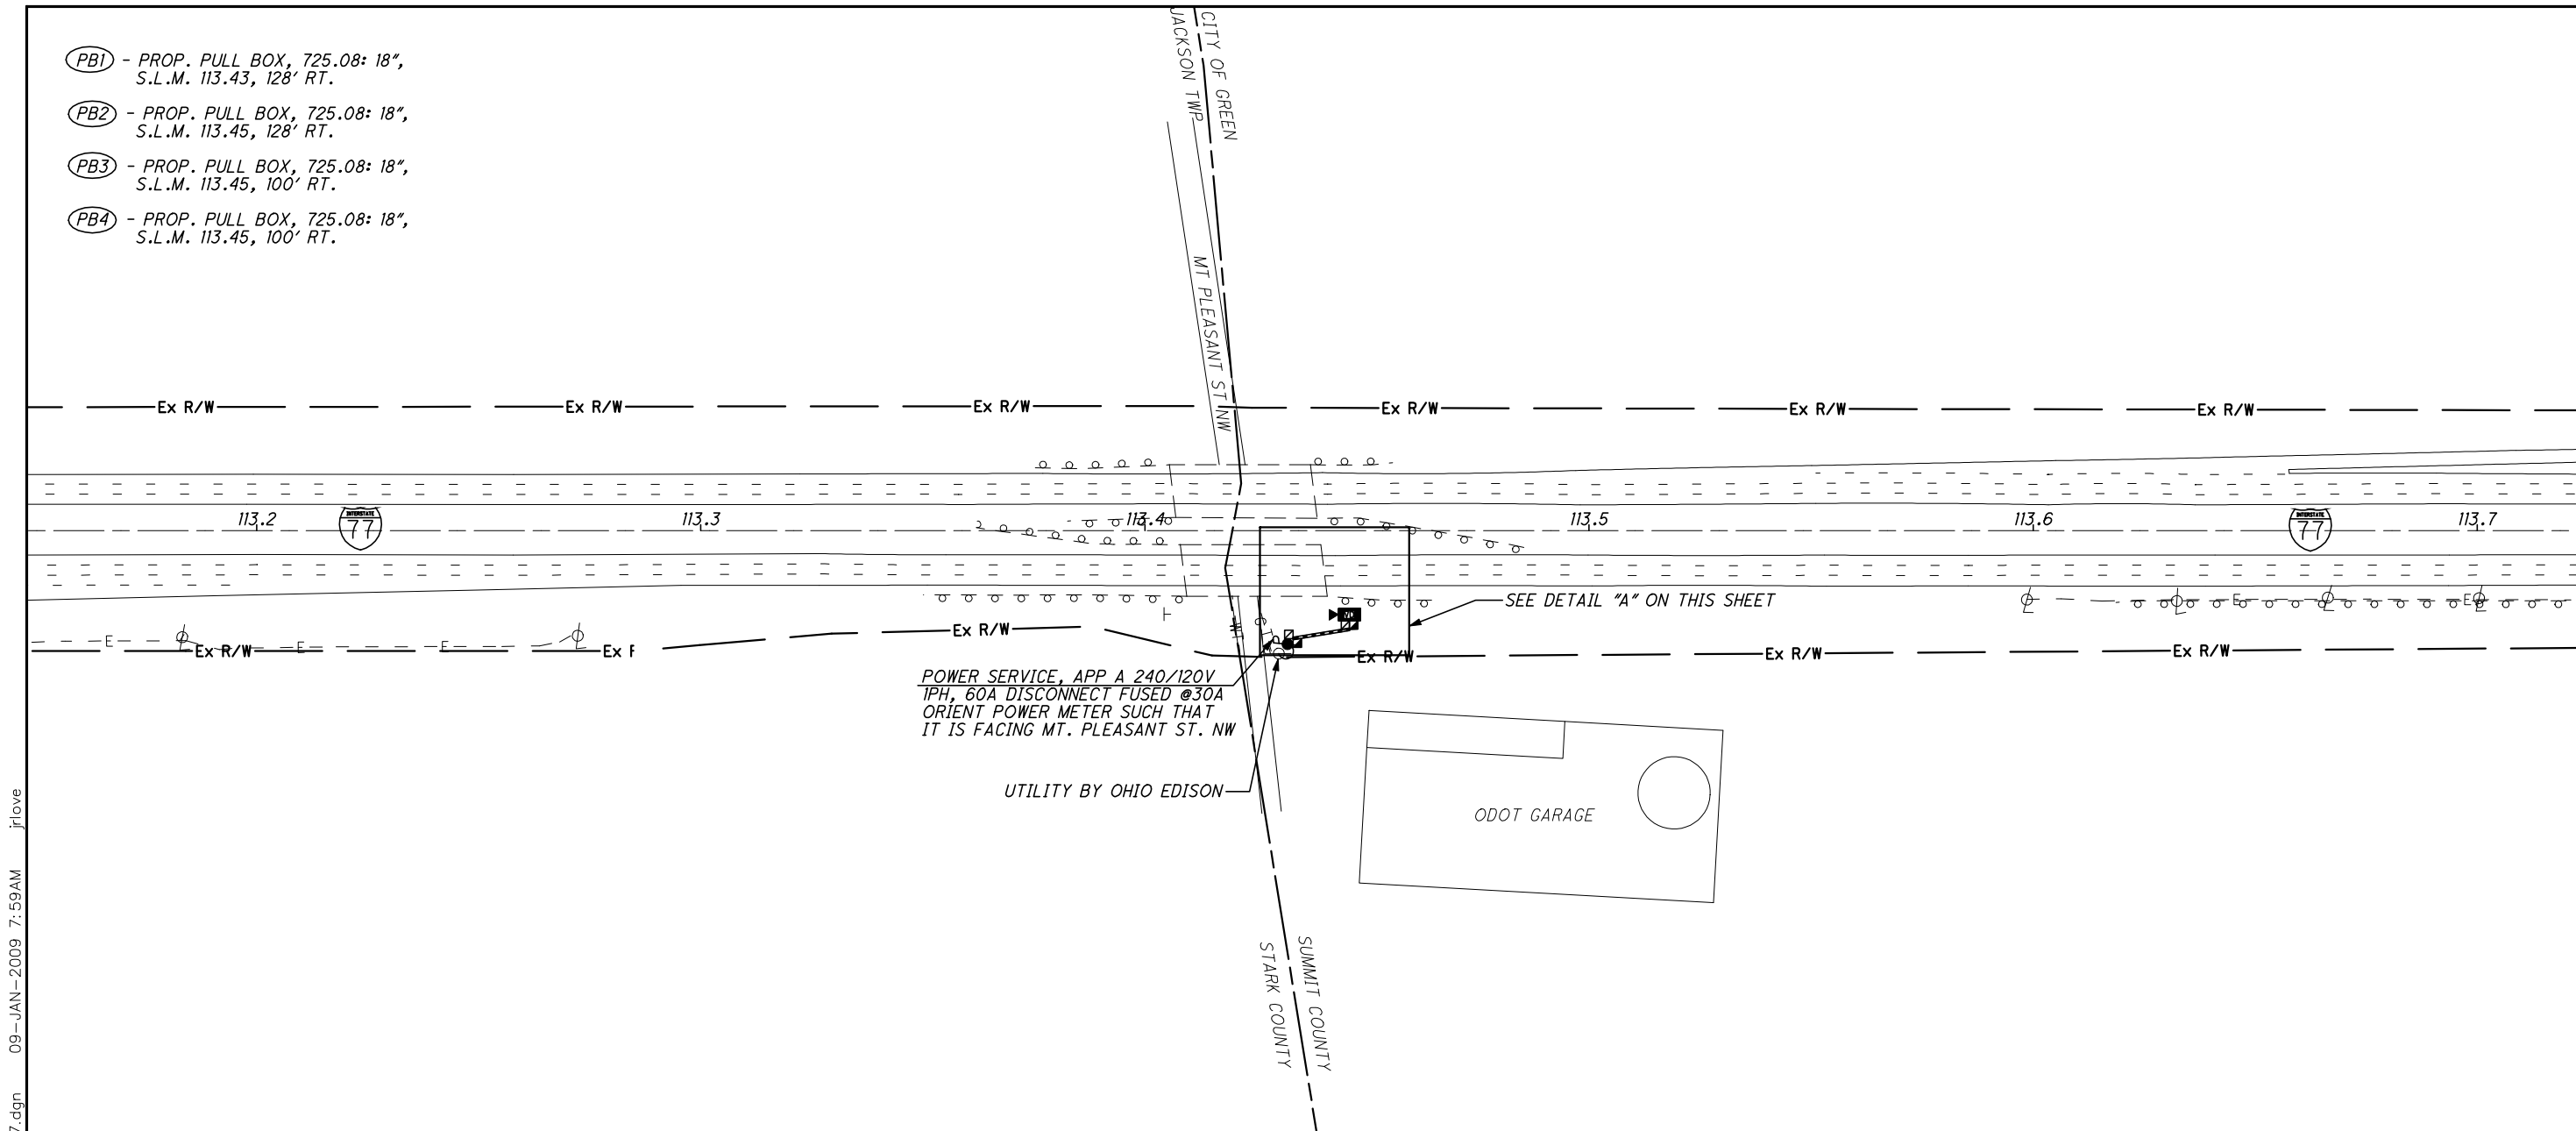 PB1 - PROP. PULL BOX, 725.08: 18",
S.L.M. 113.43, 128' RT.
PB2 - PROP. PULL BOX, 725.08: 18",
S.L.M. 113.45, 128' RT.
PB3 - PROP. PULL BOX, 725.08: 18",
S.L.M. 113.45, 100' RT.
PB4 - PROP. PULL BOX, 725.08: 18",
S.L.M. 113.45, 100' RT.
JACKSON TWP
CITY OF GREEN
MT PLEASANT ST NW
Ex R/W
Ex R/W
Ex R/W
Ex R/W
Ex R/W
Ex R/W
113.2
INTERSTATE
77
113.3
113.4
113.5
113.6
INTERSTATE
77
113.7
SEE DETAIL "A" ON THIS SHEET
E
E
E
E
E
Ex R/W
Ex R
Ex R/W
Ex R/W
Ex R/W
Ex R/W
POWER SERVICE, APP A 240/120V
1PH, 60A DISCONNECT FUSED @30A
ORIENT POWER METER SUCH THAT
IT IS FACING MT. PLEASANT ST. NW
UTILITY BY OHIO EDISON
ODOT GARAGE
STARK COUNTY
SUMMIT COUNTY
7.dgn 09-JAN-2009 7:59AM jrlove